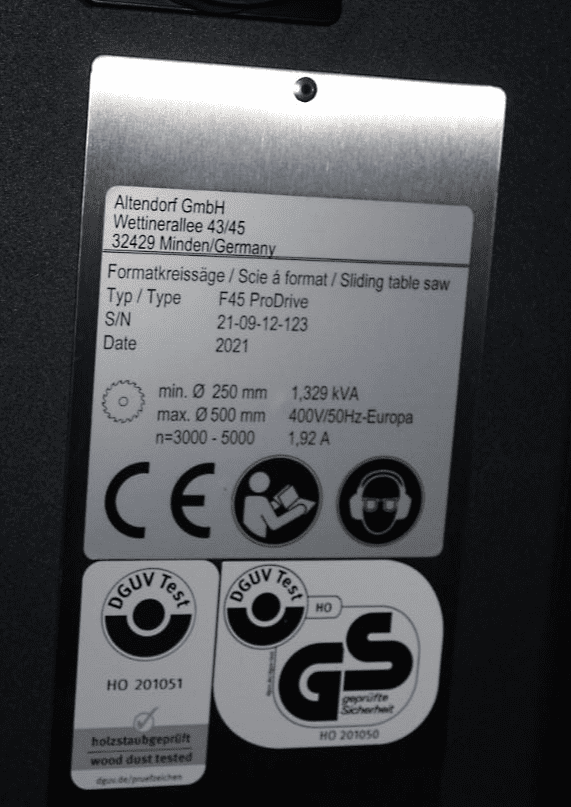 Altendorf GmbH
Wettinerallee 43/45
32429 Minden/Germany
Formatkreissäge / Scie á format / Sliding table saw
Typ / Type F45 ProDrive
S/N 21-09-12-123
Date 2021
min. Ø 250 mm 1,329 kVA
max. Ø 500 mm 400V/50Hz-Europa
n=3000 - 5000 1,92 A
CE
DGUV Test
HO 201051
holzstaubgeprüft
wood dust tested
dguv.de/pruefzeichen
DGUV Test
HO
GS
geprüfte
Sicherheit
HO 201050